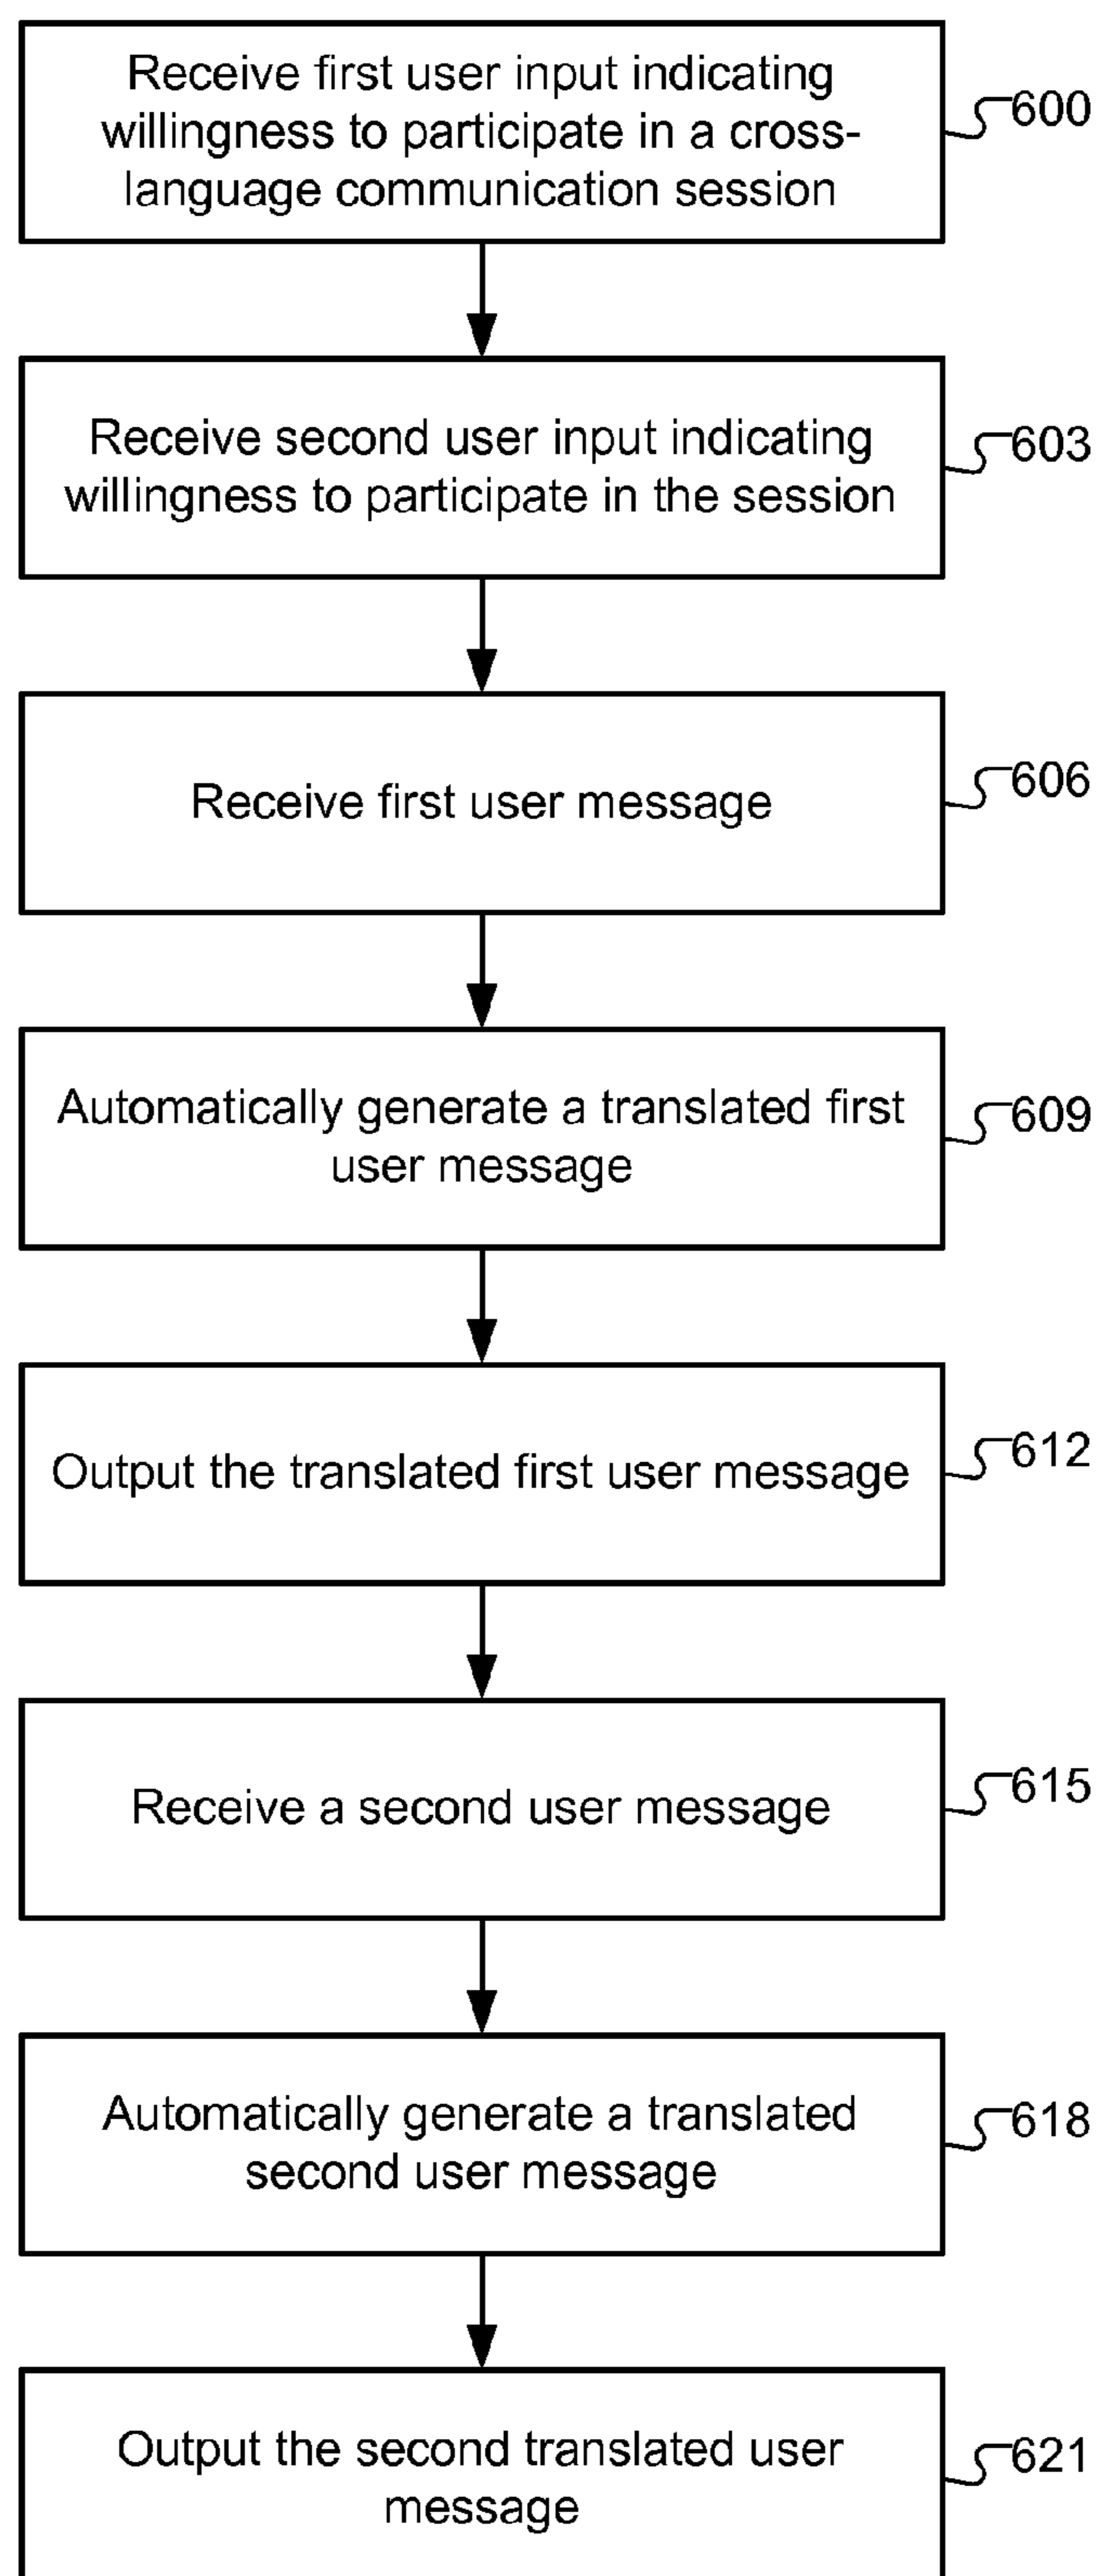 Receive first user input indicating
willingness to participate in a cross-
language communication session
600
Receive second user input indicating
willingness to participate in the session
603
Receive first user message
606
Automatically generate a translated first
user message
609
Output the translated first user message
612
Receive a second user message
615
Automatically generate a translated
second user message
618
Output the second translated user
message
621